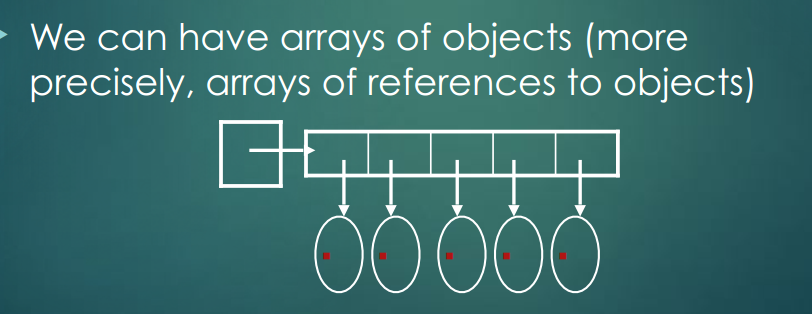 We can have arrays of objects (more
precisely, arrays of references to objects)